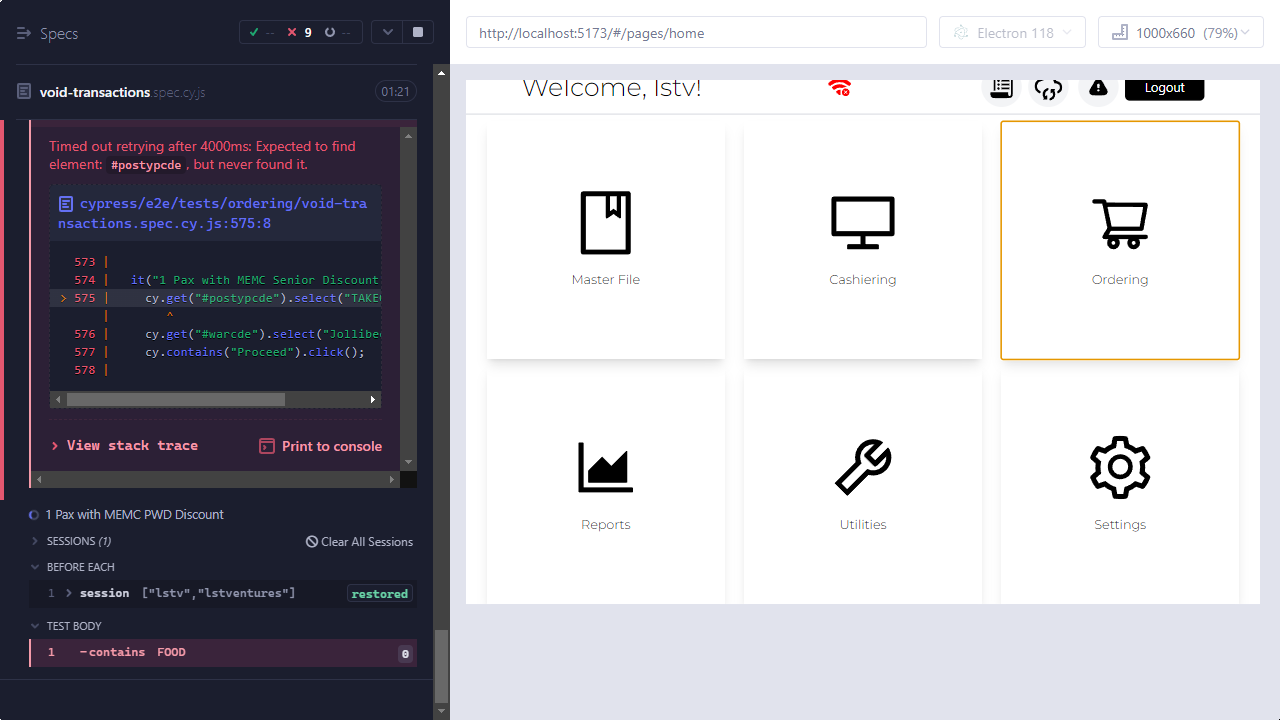 Specs
-- 9 --
void-transactions spec.cy.js 01:21
Timed out retrying after 4000ms: Expected to find
element: #postypcde, but never found it.
cypress/e2e/tests/ordering/void-tra
nsactions.spec.cy.js:575:8
573 |
574 | it("1 Pax with MEMC Senior Discount
> 575 | cy.get("#postypcde").select("TAKE
| ^
576 | cy.get("#warcde").select("Jollibe
577 | cy.contains("Proceed").click();
578 |
> View stack trace
Print to console
1 Pax with MEMC PWD Discount
SESSIONS (1)
Clear All Sessions
BEFORE EACH
1 > session ["lstv","lstventures"] restored
TEST BODY
1 -contains FOOD 0
http://localhost:5173/#/pages/home
Electron 118
1000x660 (79%)
Welcome, lstv!
Logout
Master File
Cashiering
Ordering
Reports
Utilities
Settings